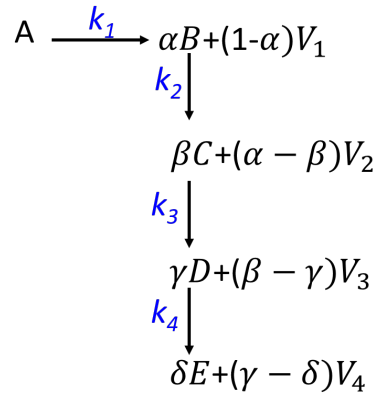 A k₁ αB+(1-α)V₁
k₂
βC+(α − β)V₂
k₃
γD+(β − γ)V₃
k₄
δE+(γ − δ)V₄